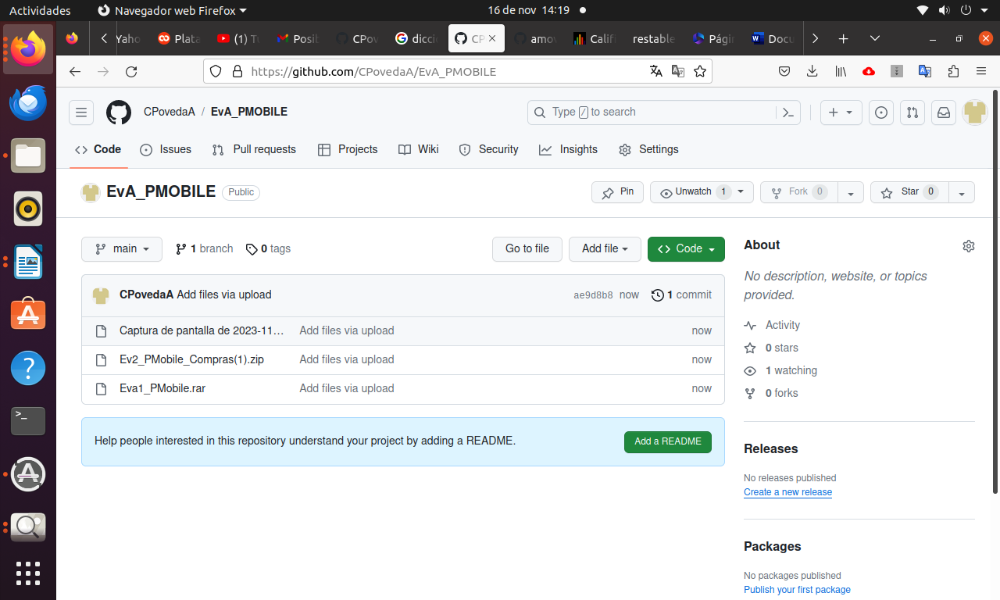 Actividades Navegador web Firefox 16 de nov 14:19
Yaho Plata (1) Tu Posib CPov Google diccio CP amov Califi restable Págir Docu
https://github.com/CPovedaA/EvA_PMOBILE
CPovedaA / EvA_PMOBILE Type / to search
Code Issues Pull requests Projects Wiki Security Insights Settings
EvA_PMOBILE Public Pin Unwatch 1 Fork 0 Star 0
main 1 branch 0 tags Go to file Add file Code
CPovedaA Add files via upload ae9d8b8 now 1 commit
Captura de pantalla de 2023-11… Add files via upload now
Ev2_PMobile_Compras(1).zip Add files via upload now
Eva1_PMobile.rar Add files via upload now
Help people interested in this repository understand your project by adding a README. Add a README
About
No description, website, or topics
provided.
Activity
0 stars
1 watching
0 forks
Releases
No releases published
Create a new release
Packages
No packages published
Publish your first package